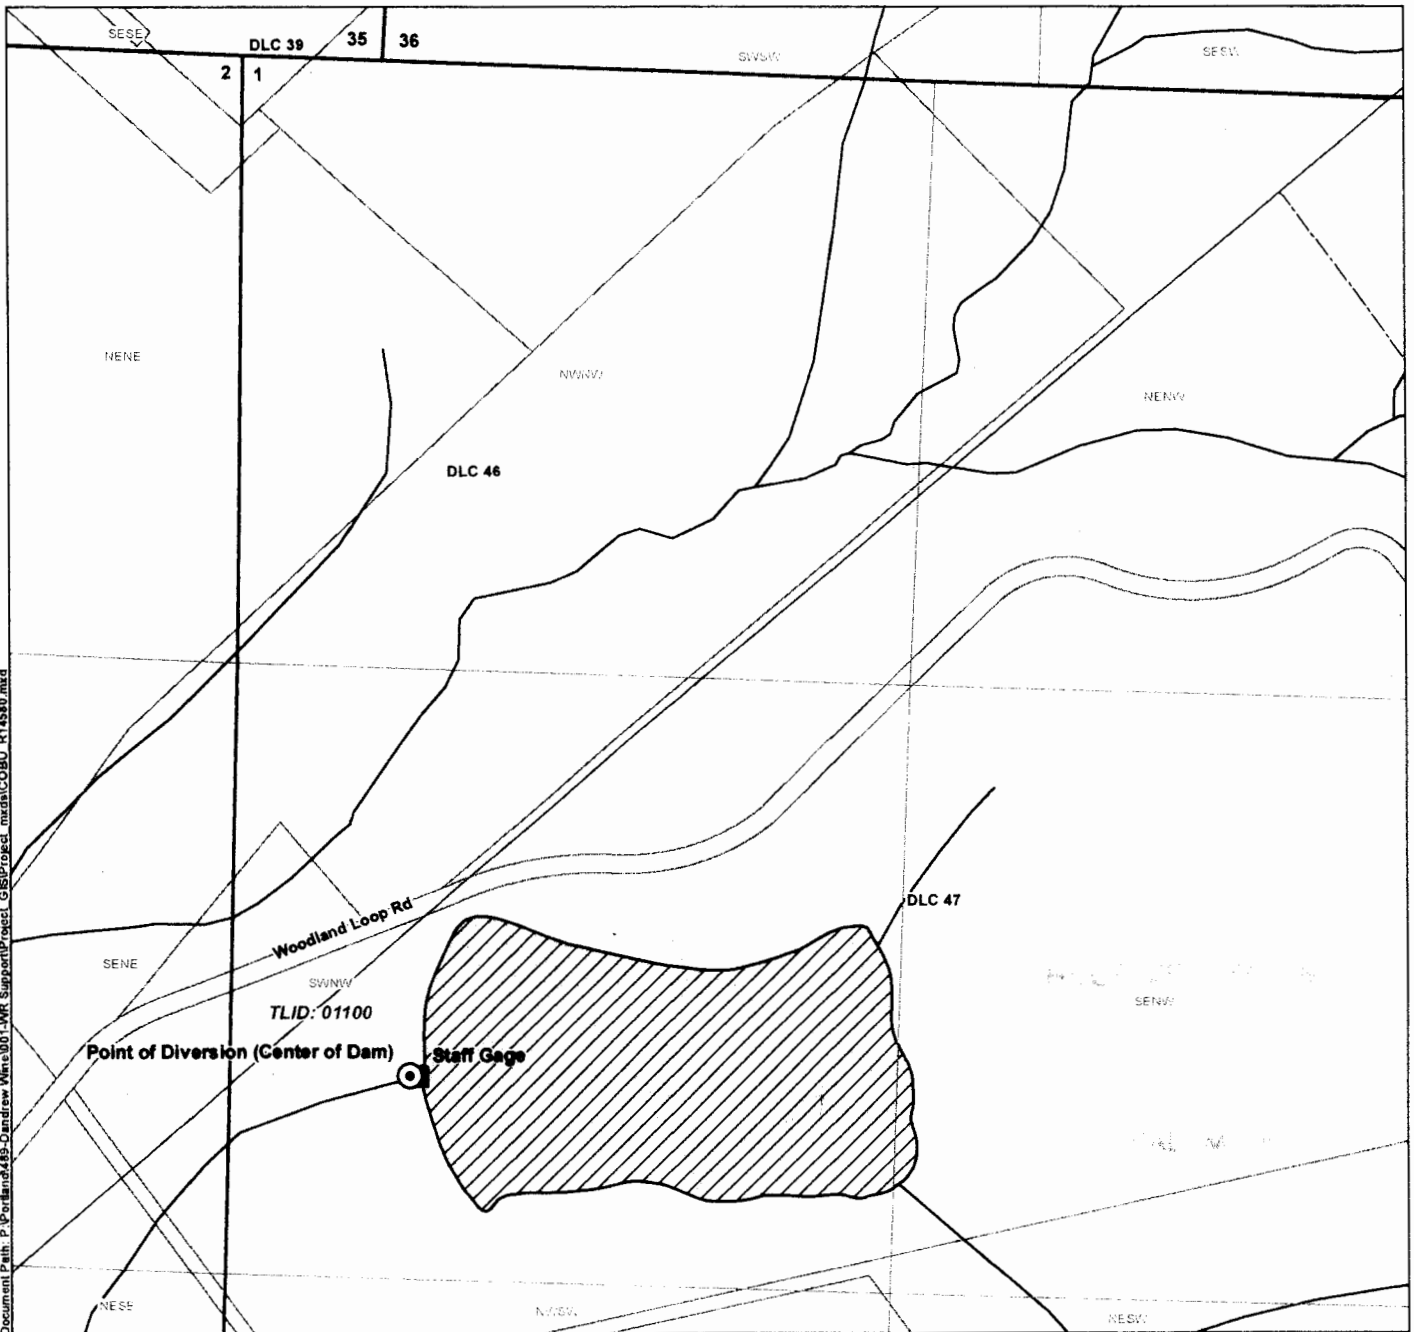 SESE
DLC 39
35
36
SWSW
SESW
2
1
NENE
NWNW
NENW
DLC 46
DLC 47
Woodland Loop Rd
SENE
SWNW
SENW
TLID: 01100
Point of Diversion (Center of Dam)
Staff Gage
NESE
NWSW
NESW